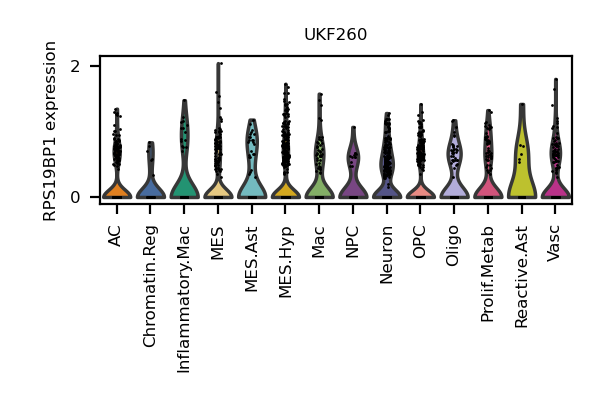 UKF260
RPS19BP1 expression
2
0
AC
Chromatin.Reg
Inflammatory.Mac
MES
MES.Ast
MES.Hyp
Mac
NPC
Neuron
OPC
Oligo
Prolif.Metab
Reactive.Ast
Vasc